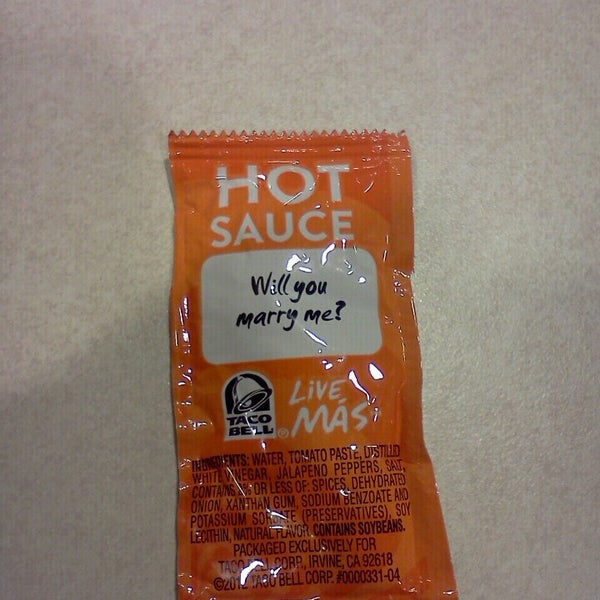 HOT
SAUCE
Will you
marry me?
LiVE
MÁS
TACO
BELL®
INGREDIENTS: WATER, TOMATO PASTE, DISTILLED
WHITE VINEGAR, JALAPENO PEPPERS, SALT,
CONTAINS OR LESS OF: SPICES, DEHYDRATED
ONION, XANTHAN GUM, SODIUM BENZOATE AND
POTASSIUM SORBATE (PRESERVATIVES), SOY
LECITHIN, NATURAL FLAVOR. CONTAINS SOYBEANS.
PACKAGED EXCLUSIVELY FOR
TACO BELL CORP., IRVINE, CA 92618
©2012 TACO BELL CORP. #0000331-04